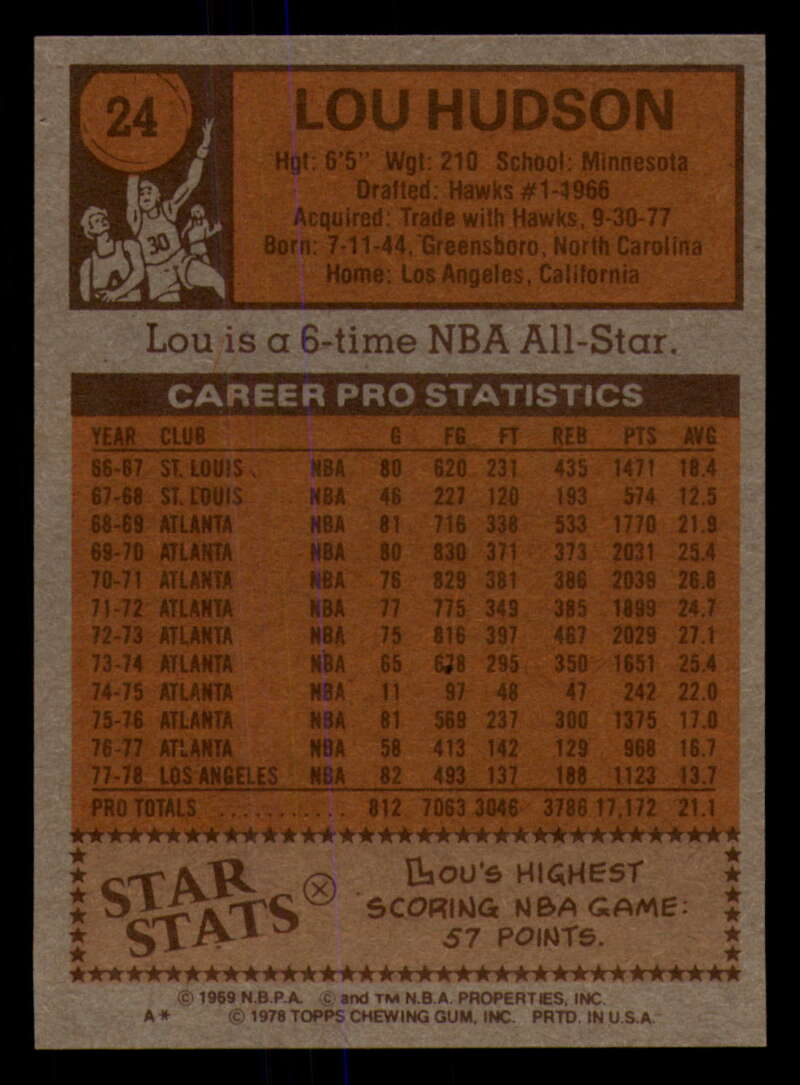 24
LOU HUDSON
Hgt: 6'5" Wgt: 210 School: Minnesota
Drafted: Hawks #1-1966
Acquired: Trade with Hawks, 9-30-77
Born: 7-11-44, Greensboro, North Carolina
Home: Los Angeles, California
30
Lou is a 6-time NBA All-Star.
CAREER PRO STATISTICS
YEAR CLUB G FG FT REB PTS AVG
66-67 ST. LOUIS NBA 80 620 231 435 1471 18.4
67-68 ST. LOUIS NBA 46 227 120 193 574 12.5
68-69 ATLANTA NBA 81 716 338 533 1770 21.9
69-70 ATLANTA NBA 80 830 371 373 2031 25.4
70-71 ATLANTA NBA 76 829 381 386 2039 26.8
71-72 ATLANTA NBA 77 775 349 385 1899 24.7
72-73 ATLANTA NBA 75 816 397 467 2029 27.1
73-74 ATLANTA NBA 65 678 295 350 1651 25.4
74-75 ATLANTA NBA 11 97 48 47 242 22.0
75-76 ATLANTA NBA 81 569 237 300 1375 17.0
76-77 ATLANTA NBA 58 413 142 129 968 16.7
77-78 LOS ANGELES NBA 82 493 137 188 1123 13.7
PRO TOTALS ........... 812 7063 3046 3786 17,172 21.1
STAR STATS
LOU'S HIGHEST
SCORING NBA GAME:
57 POINTS.
© 1969 N.B.P.A. © and TM N.B.A. PROPERTIES, INC.
A* © 1978 TOPPS CHEWING GUM, INC. PRTD. IN U.S.A.